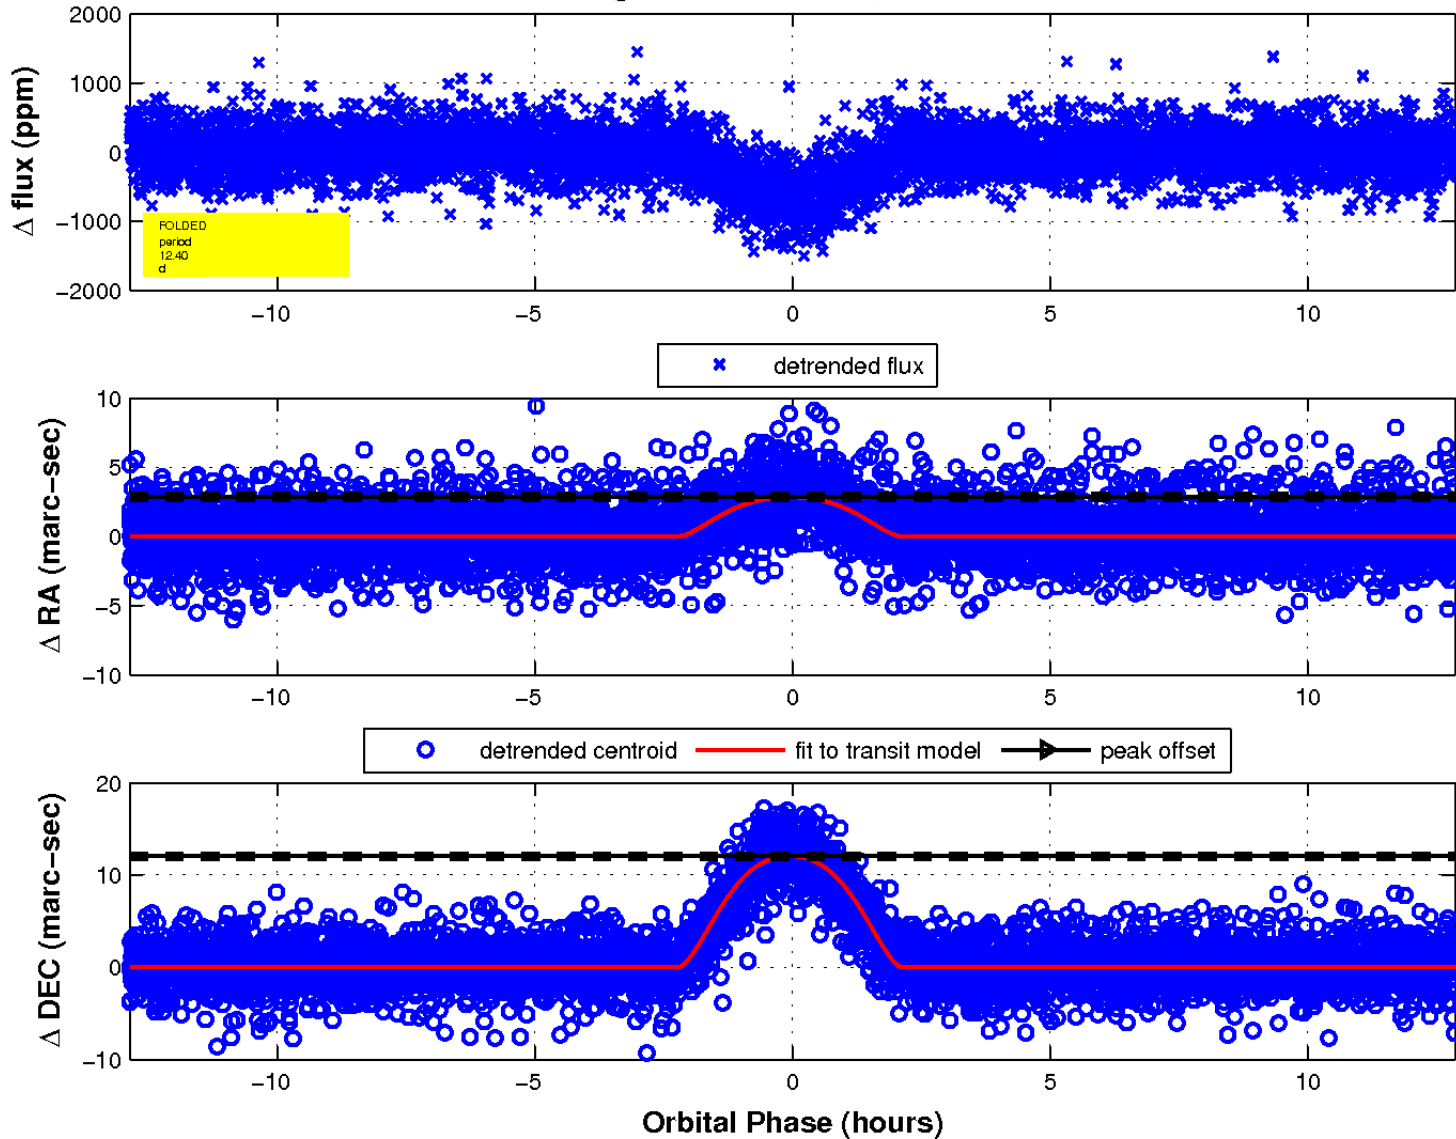 2000
1000
0
−1000
−2000
Δ flux (ppm)
FOLDED
period
12.40
d
−10 −5 0 5 10
detrended flux
10
5
0
−5
−10
Δ RA (marc−sec)
−10 −5 0 5 10
detrended centroid fit to transit model peak offset
20
10
0
−10
Δ DEC (marc−sec)
−10 −5 0 5 10
Orbital Phase (hours)